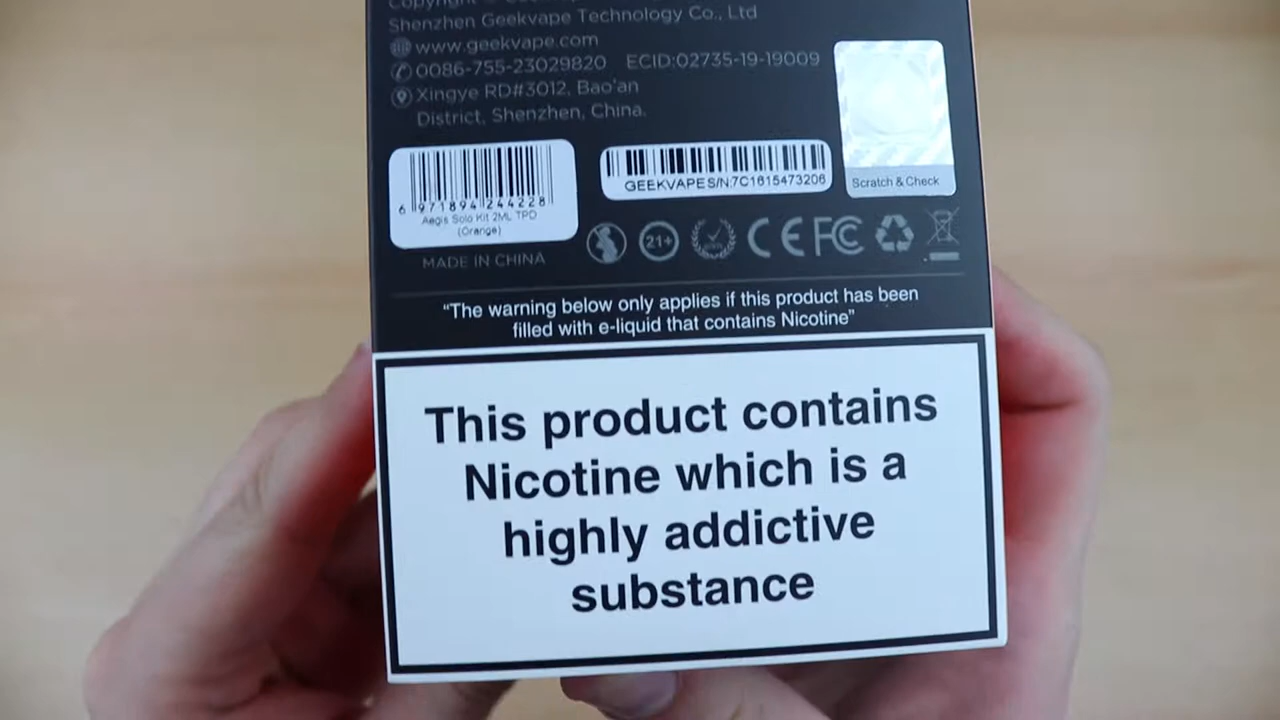 Copyright ©
Shenzhen Geekvape Technology Co., Ltd
www.geekvape.com
0086-755-23029820 ECID:02735-19-19009
Xingye RD#3012, Bao'an
District, Shenzhen, China.
6 971894 244228
Aegis Solo Kit 2ML TPD
(Orange)
GEEKVAPE S/N:7C1615473206
Scratch & Check
21+
CE FC
MADE IN CHINA
"The warning below only applies if this product has been
filled with e-liquid that contains Nicotine"
This product contains
Nicotine which is a
highly addictive
substance